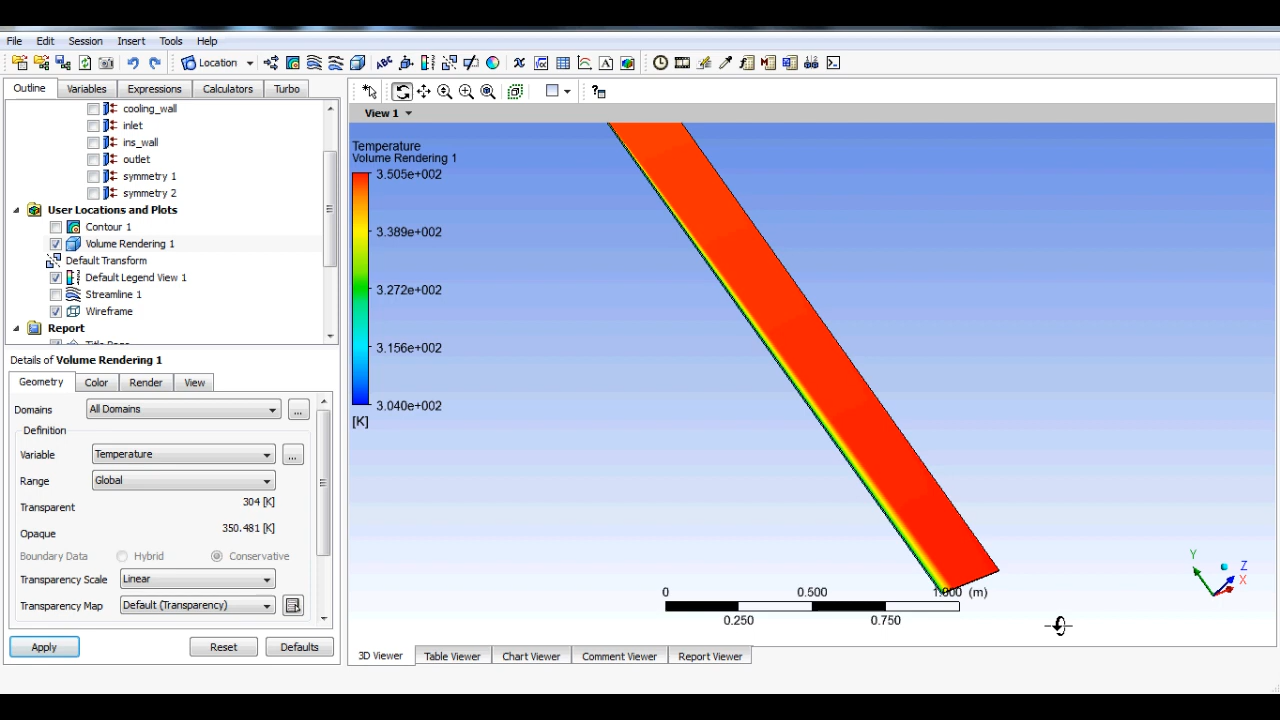 File Edit Session Insert Tools Help
Location
Outline Variables Expressions Calculators Turbo
cooling_wall
inlet
ins_wall
outlet
symmetry 1
symmetry 2
User Locations and Plots
Contour 1
Volume Rendering 1
Default Transform
Default Legend View 1
Streamline 1
Wireframe
Report
Details of Volume Rendering 1
Geometry Color Render View
Domains All Domains ...
Definition
Variable Temperature ...
Range Global
Transparent 304 [K]
Opaque 350.481 [K]
Boundary Data Hybrid Conservative
Transparency Scale Linear
Transparency Map Default (Transparency)
Apply Reset Defaults
View 1
Temperature
Volume Rendering 1
3.505e+002
3.389e+002
3.272e+002
3.156e+002
3.040e+002
[K]
0 0.500 1.000 (m)
0.250 0.750
Y
Z
X
3D Viewer Table Viewer Chart Viewer Comment Viewer Report Viewer